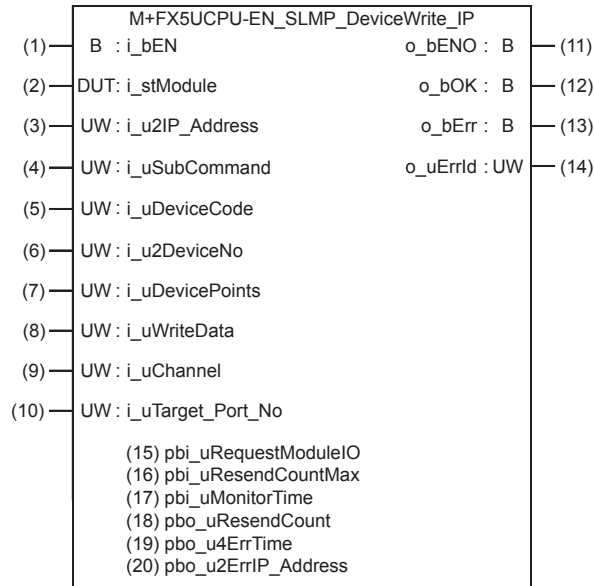 M+FX5UCPU-EN_SLMP_DeviceWrite_IP
(1) B : i_bEN o_bENO : B (11)
(2) DUT: i_stModule o_bOK : B (12)
(3) UW : i_u2IP_Address o_bErr : B (13)
(4) UW : i_uSubCommand o_uErrId : UW (14)
(5) UW : i_uDeviceCode
(6) UW : i_u2DeviceNo
(7) UW : i_uDevicePoints
(8) UW : i_uWriteData
(9) UW : i_uChannel
(10) UW : i_uTarget_Port_No
(15) pbi_uRequestModuleIO
(16) pbi_uResendCountMax
(17) pbi_uMonitorTime
(18) pbo_uResendCount
(19) pbo_u4ErrTime
(20) pbo_u2ErrIP_Address